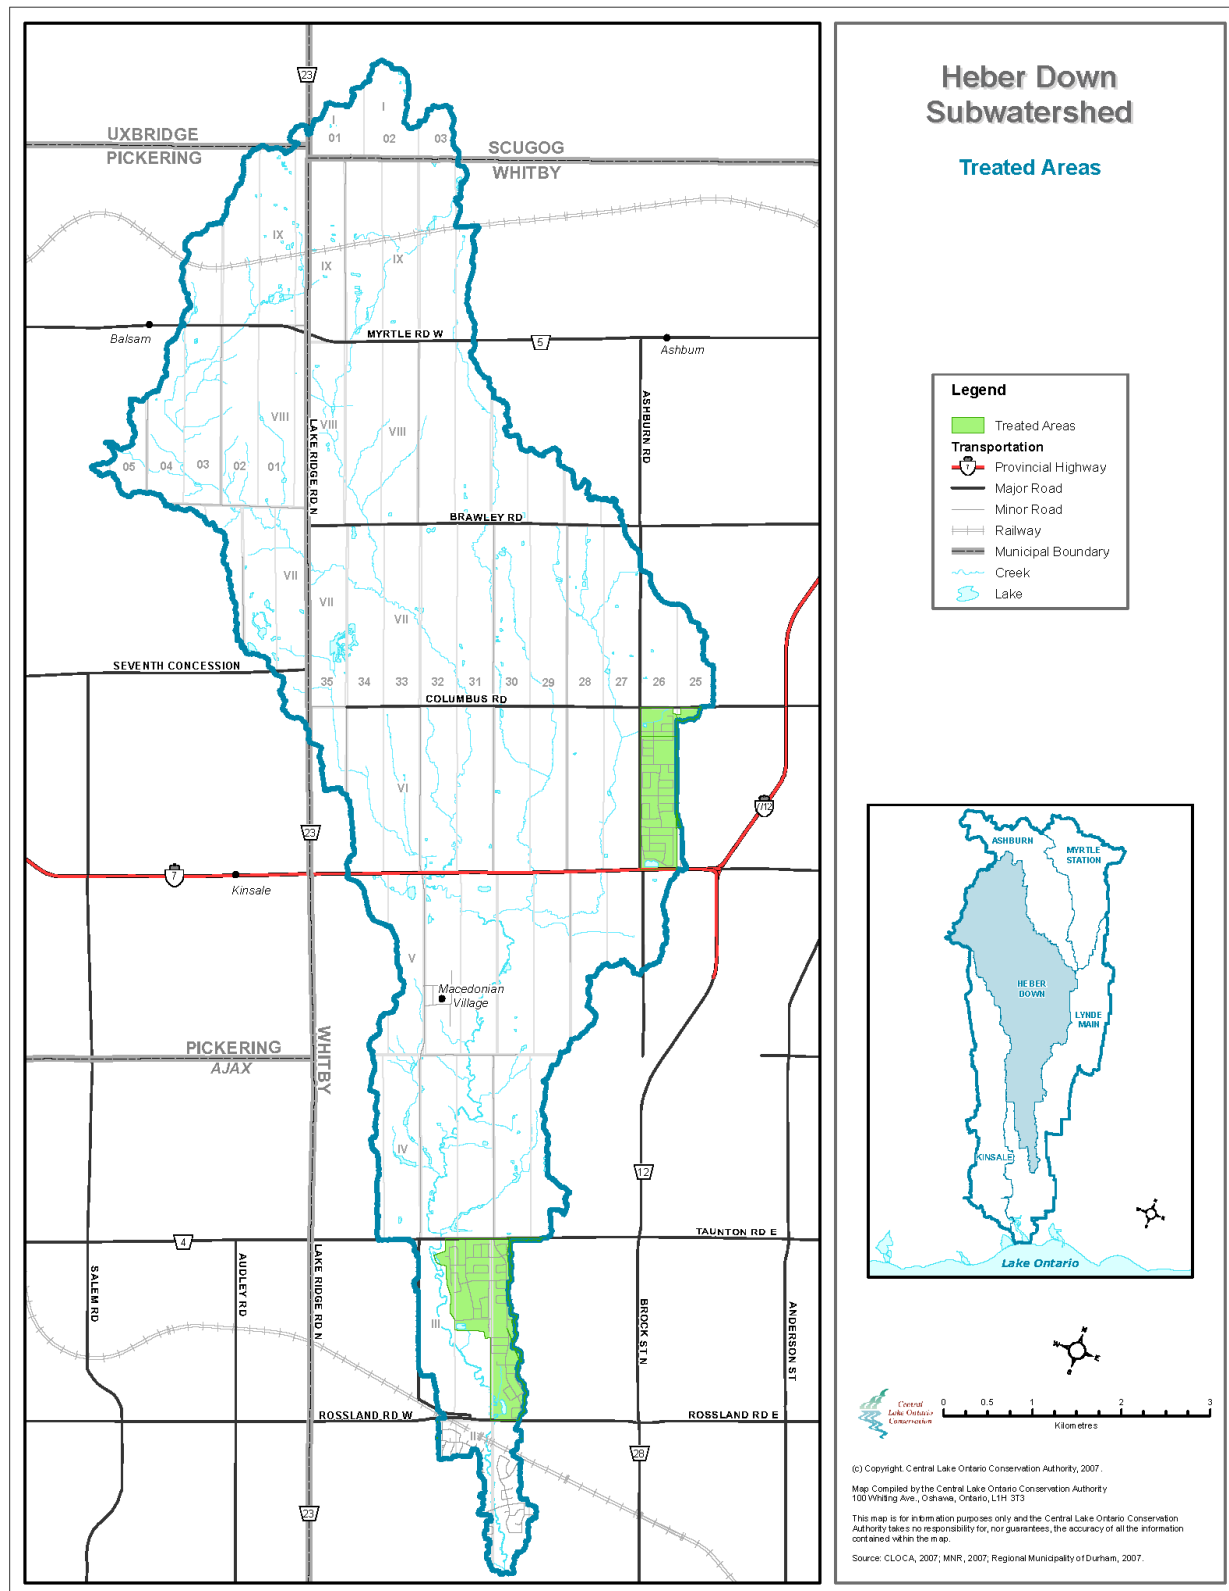 Heber Down
Subwatershed
Treated Areas
23
UXBRIDGE
PICKERING
I
I
01
02
03
SCUGOG
WHITBY
IX
IX
IX
Balsam
MYRTLE RD W
5
Ashburn
ASHBURN RD
LAKE RIDGE RD N
VIII
VIII
VIII
05
04
03
02
01
BRAWLEY RD
VII
VII
VII
SEVENTH CONCESSION
35
34
33
32
31
30
29
28
27
26
25
COLUMBUS RD
VI
23
7/12
7
Kinsale
V
Macedonian
Village
PICKERING
AJAX
WHITBY
IV
12
TAUNTON RD E
4
SALEM RD
AUDLEY RD
LAKE RIDGE RD N
III
BROCK ST N
ANDERSON ST
ROSSLAND RD W
ROSSLAND RD E
II
28
23
Legend
Treated Areas
Transportation
7
Provincial Highway
Major Road
Minor Road
Railway
Municipal Boundary
Creek
Lake
ASHBURN
MYRTLE
STATION
HEBER
DOWN
LYNDE
MAIN
KINSALE
Lake Ontario
Central
Lake Ontario
Conservation
0 0.5 1 2 3
Kilometres
(c) Copyright. Central Lake Ontario Conservation Authority, 2007.
Map Compiled by the Central Lake Ontario Conservation Authority
100 Whiting Ave., Oshawa, Ontario, L1H 3T3
This map is for information purposes only and the Central Lake Ontario Conservation
Authority takes no responsibility for, nor guarantees, the accuracy of all the information
contained within the map.
Source: CLOCA, 2007; MNR, 2007; Regional Municipality of Durham, 2007.